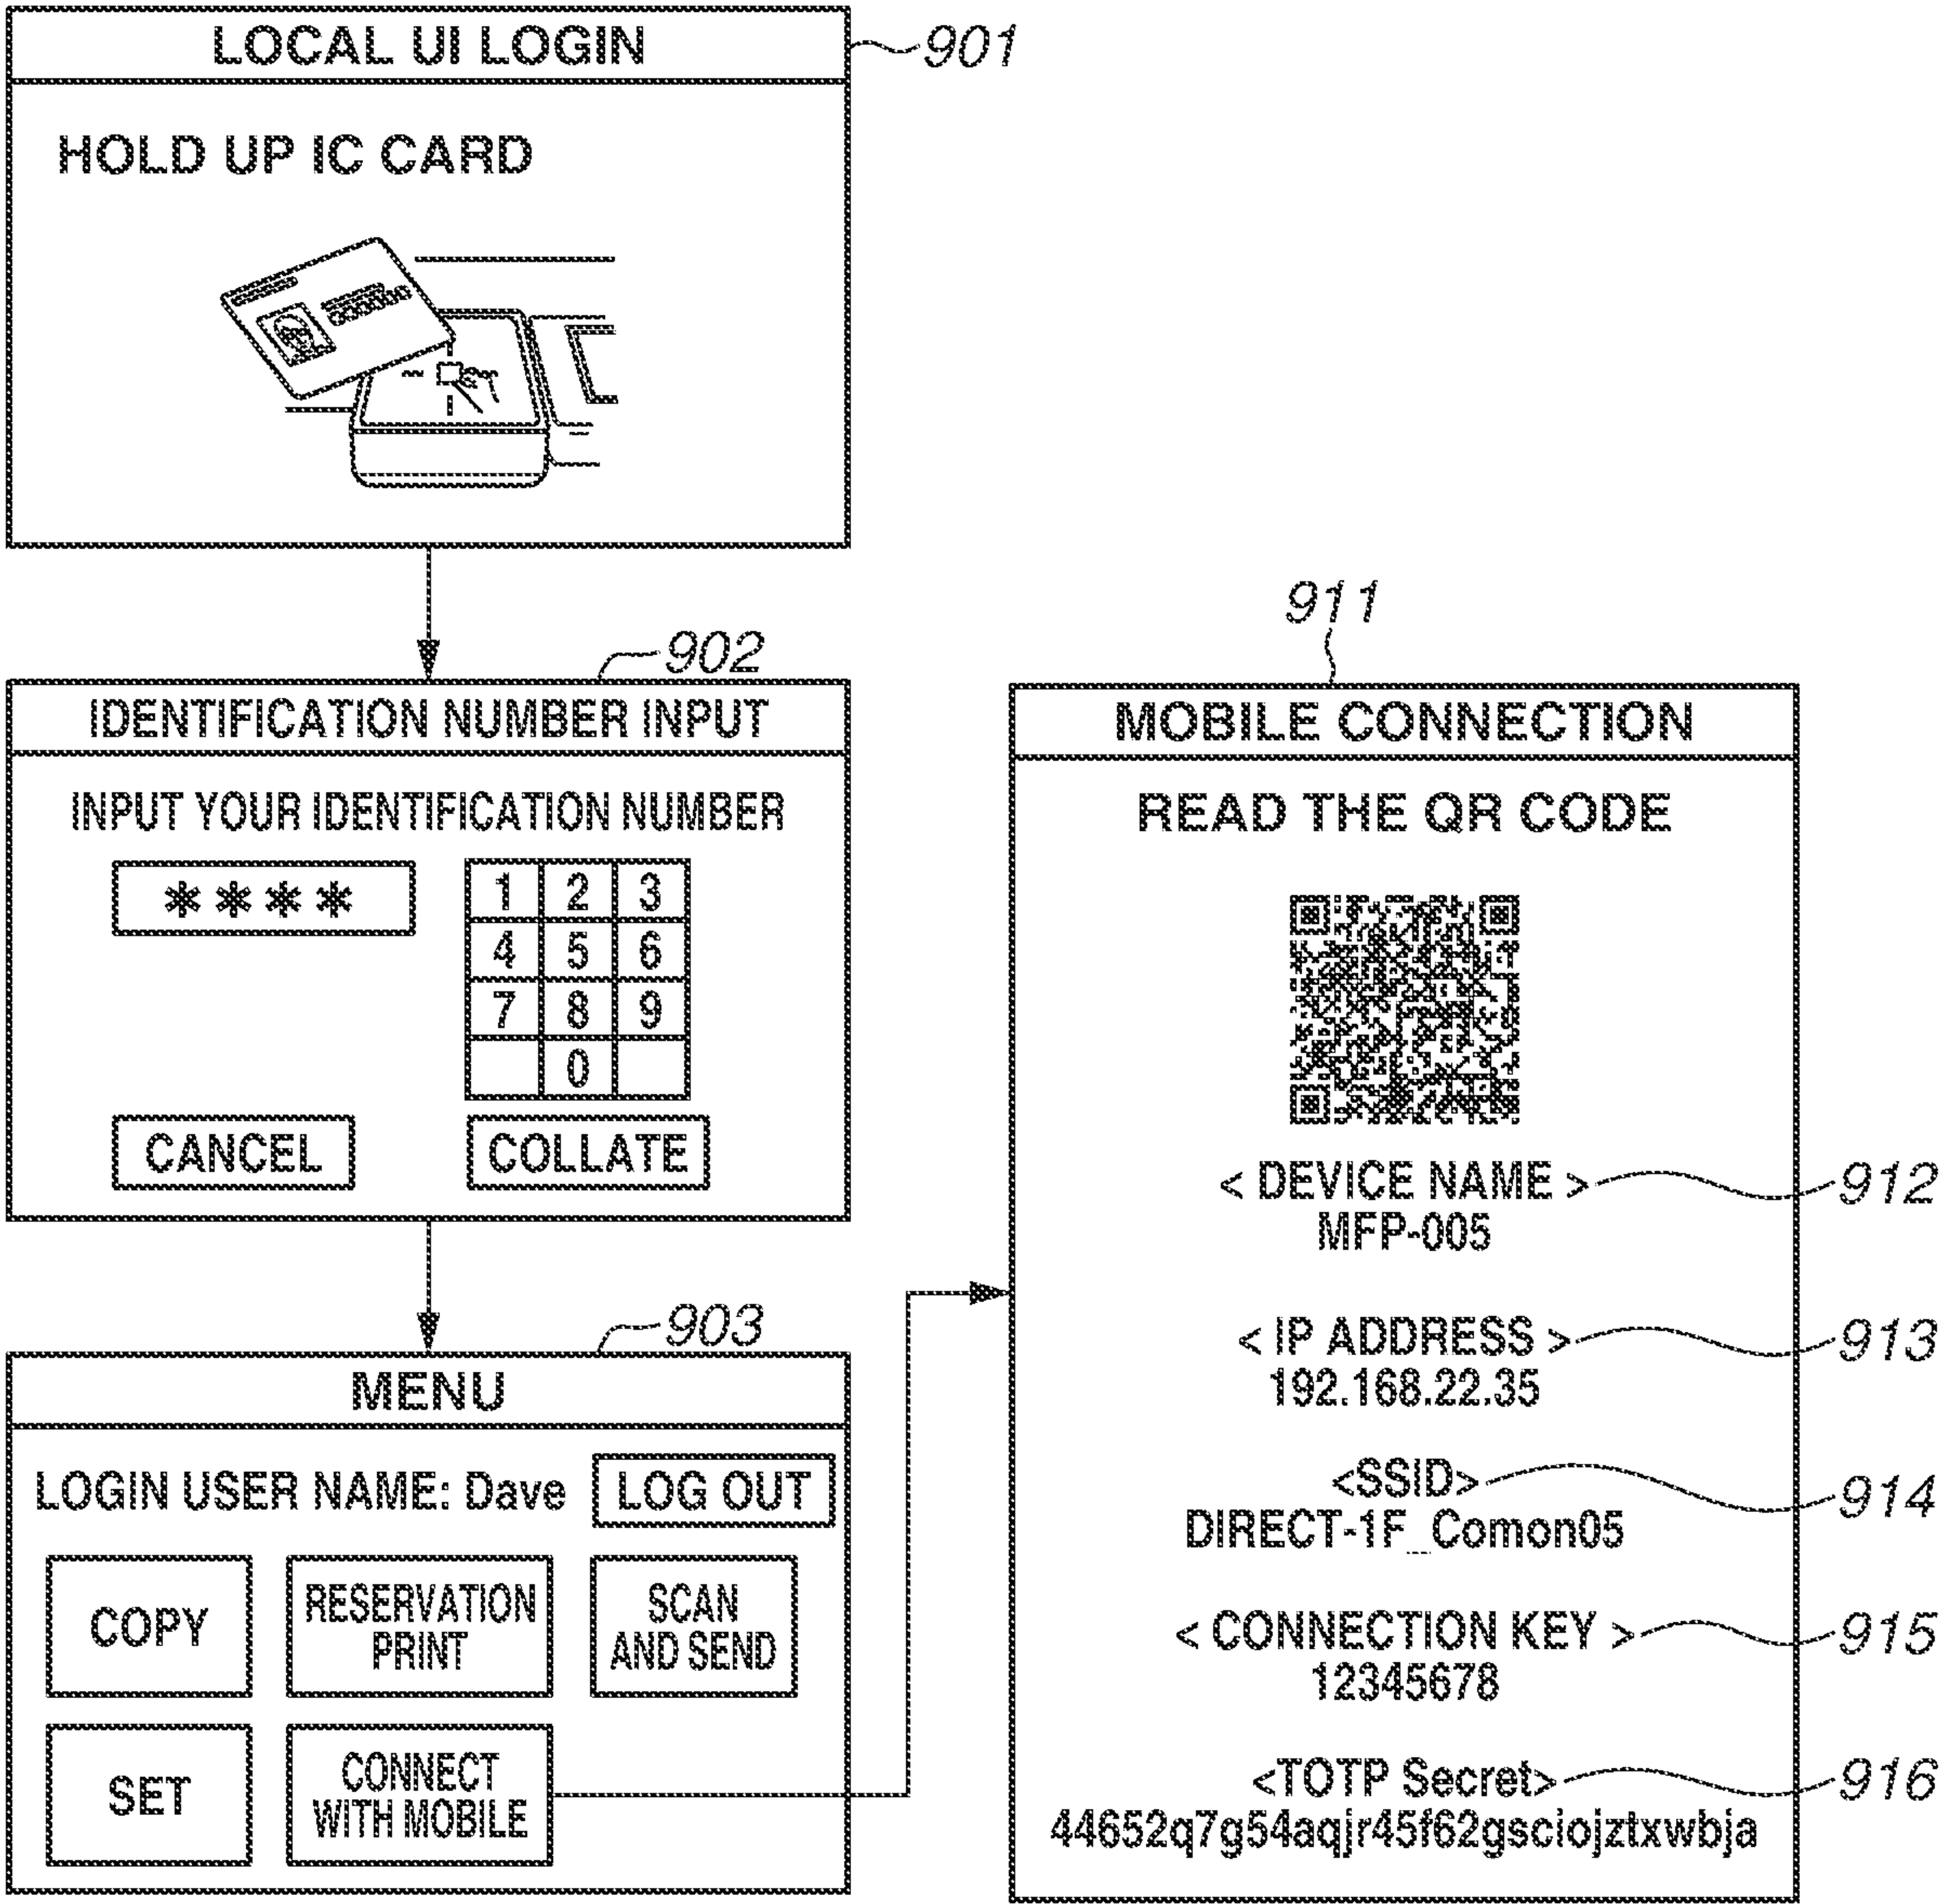 LOCAL UI LOGIN
901
HOLD UP IC CARD
902
IDENTIFICATION NUMBER INPUT
INPUT YOUR IDENTIFICATION NUMBER
****
1 2 3
4 5 6
7 8 9
0
CANCEL
COLLATE
903
MENU
LOGIN USER NAME: Dave
LOG OUT
COPY
RESERVATION
PRINT
SCAN
AND SEND
SET
CONNECT
WITH MOBILE
911
MOBILE CONNECTION
READ THE QR CODE
< DEVICE NAME > 912
MFP-005
< IP ADDRESS > 913
192.168.22.35
<SSID> 914
DIRECT-1F_Comon05
< CONNECTION KEY > 915
12345678
<TOTP Secret> 916
44652q7g54aqjr45f62gsciojztxwbja